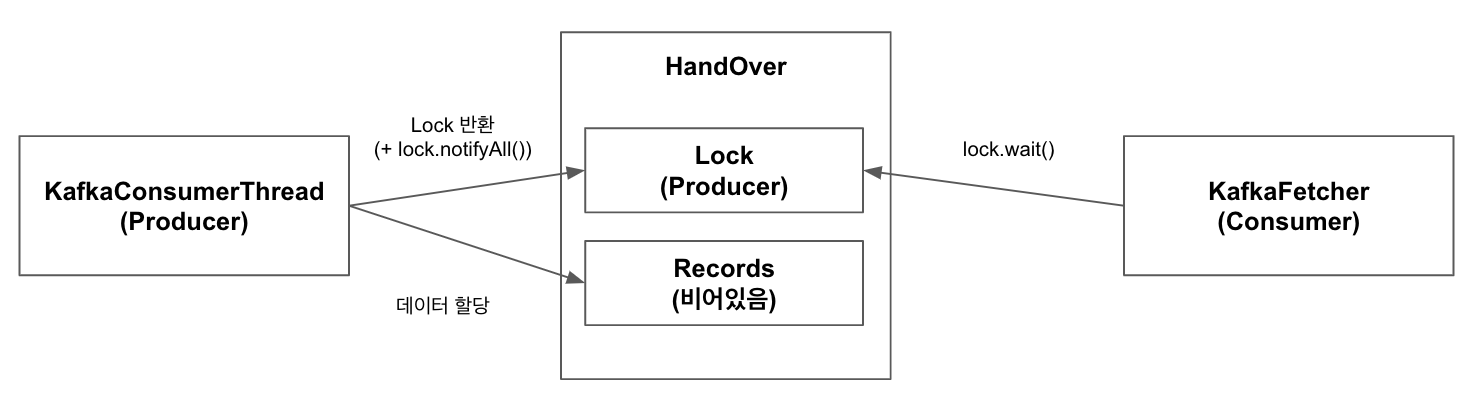 HandOver
Lock 반환
(+ lock.notifyAll())
KafkaConsumerThread
(Producer)
데이터 할당
Lock
(Producer)
Records
(비어있음)
lock.wait()
KafkaFetcher
(Consumer)